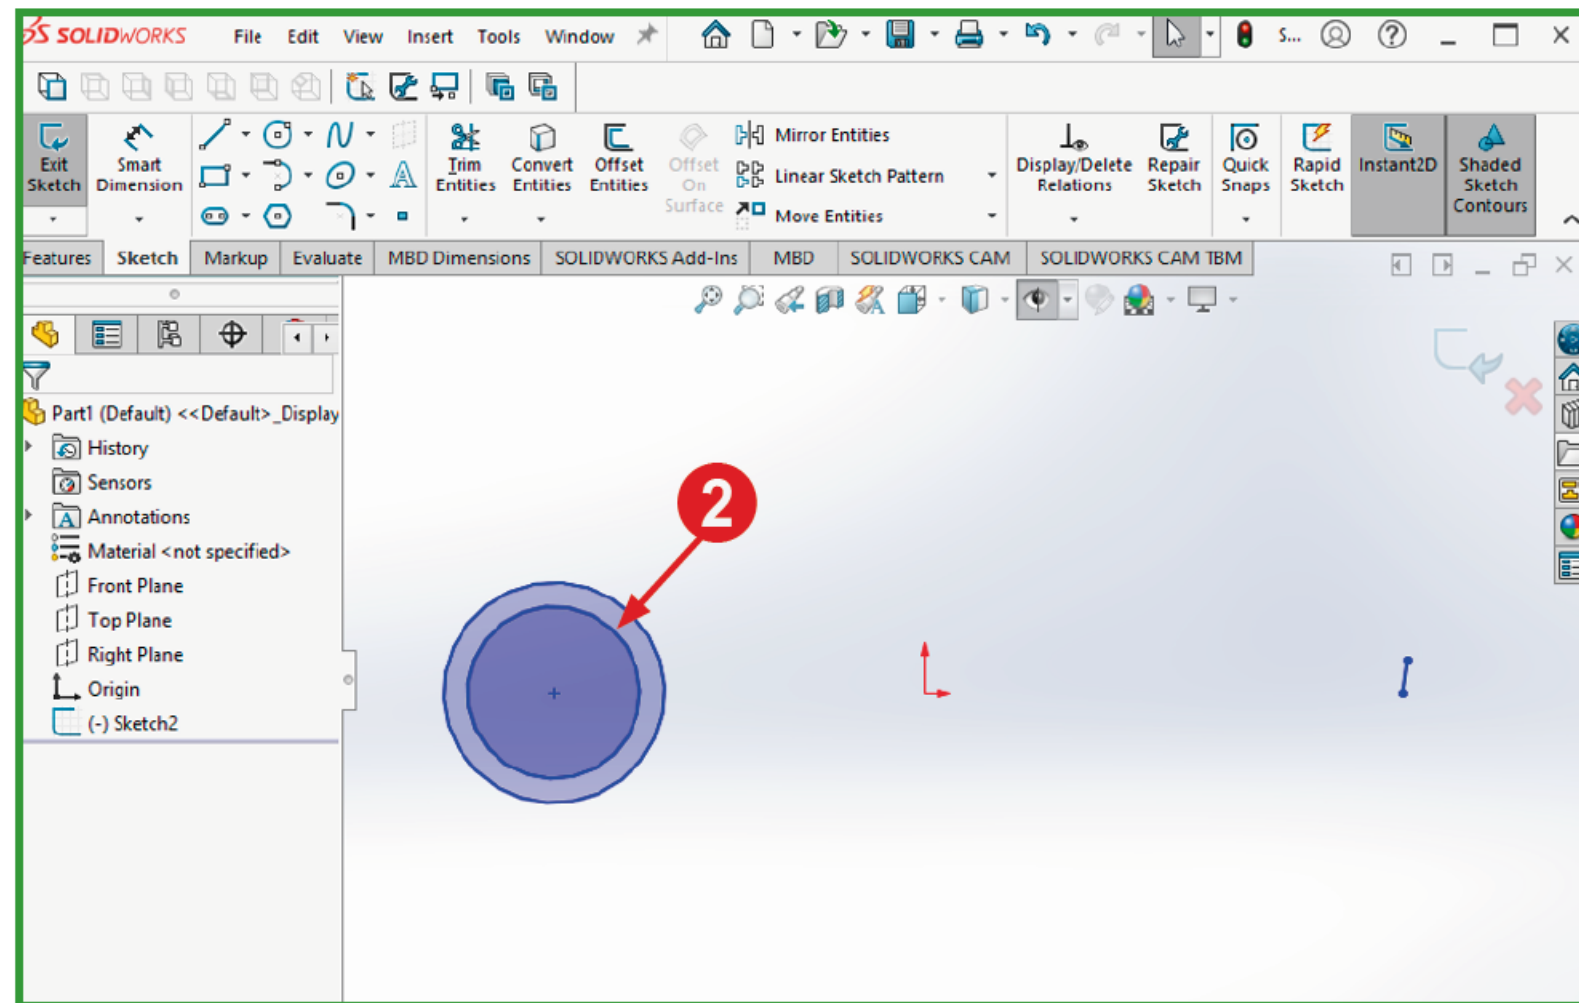 SOLIDWORKS File Edit View Insert Tools Window S...
Exit Sketch
Smart Dimension
Trim Entities
Convert Entities
Offset Entities
Offset On Surface
Mirror Entities
Linear Sketch Pattern
Move Entities
Display/Delete Relations
Repair Sketch
Quick Snaps
Rapid Sketch
Instant2D
Shaded Sketch Contours
Features Sketch Markup Evaluate MBD Dimensions SOLIDWORKS Add-Ins MBD SOLIDWORKS CAM SOLIDWORKS CAM TBM
Part1 (Default) <<Default>_Display
History
Sensors
Annotations
Material <not specified>
Front Plane
Top Plane
Right Plane
Origin
(-) Sketch2
2